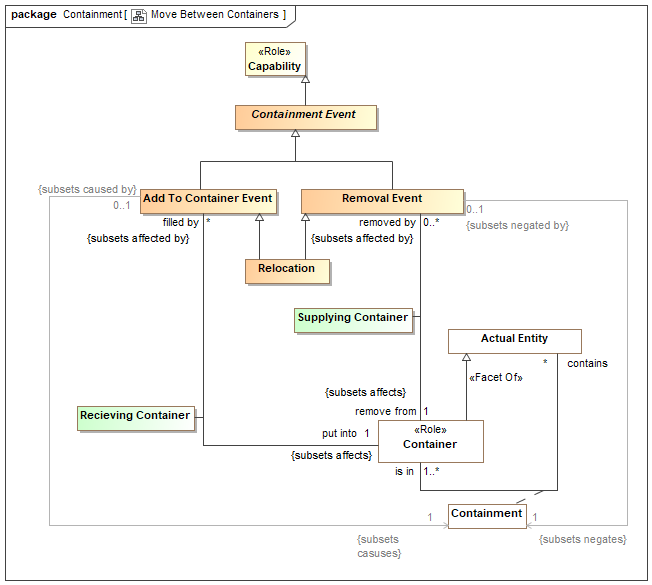 package Containment[ Move Between Containers ]
«Role»
Capability
Containment Event
{subsets caused by}
Add To Container Event
Removal Event
0..1
0..1
filled by *
removed by 0..*
{subsets negated by}
{subsets affected by}
{subsets affected by}
Relocation
Supplying Container
Actual Entity
* contains
«Facet Of»
{subsets affects}
Recieving Container
remove from 1
«Role»
Container
put into 1
{subsets affects}
is in 1..*
Containment
1
1
{subsets
casuses}
{subsets negates}